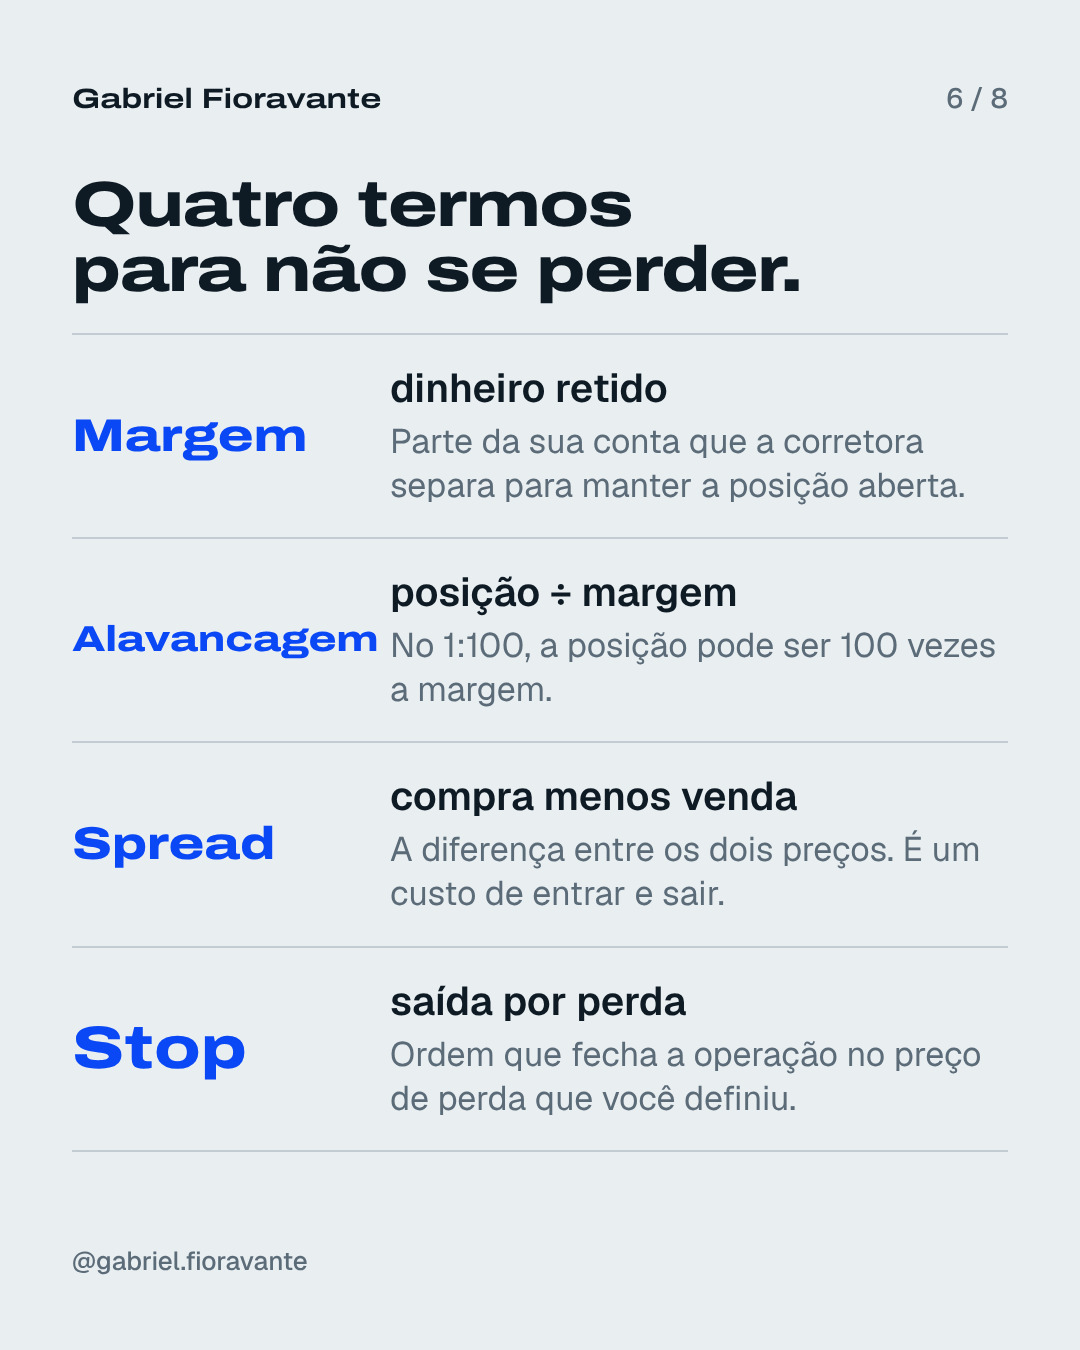 Gabriel Fioravante
6 / 8
Quatro termos
para não se perder.
Margem
dinheiro retido
Parte da sua conta que a corretora
separa para manter a posição aberta.
Alavancagem
posição ÷ margem
No 1:100, a posição pode ser 100 vezes
a margem.
Spread
compra menos venda
A diferença entre os dois preços. É um
custo de entrar e sair.
Stop
saída por perda
Ordem que fecha a operação no preço
de perda que você definiu.
@gabriel.fioravante